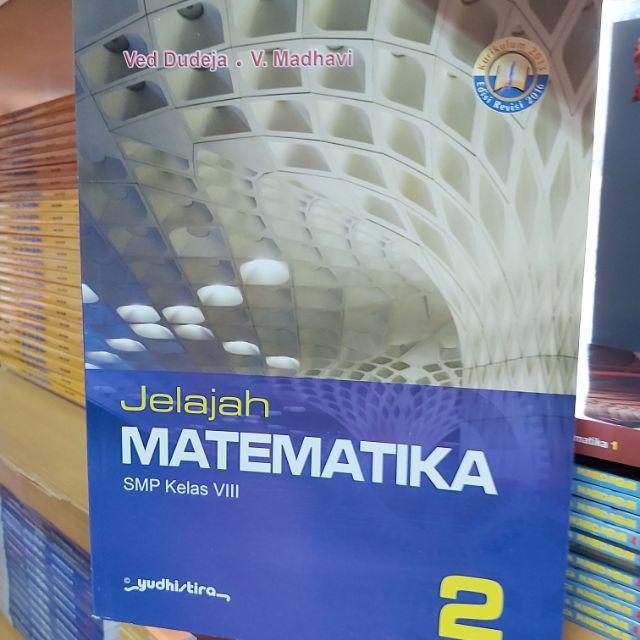 Ved Dudeja . V. Madhavi
Kurikulum 2013
Edisi Revisi 2016
Jelajah
MATEMATIKA
SMP Kelas VIII
yudhistira
2
matika 1